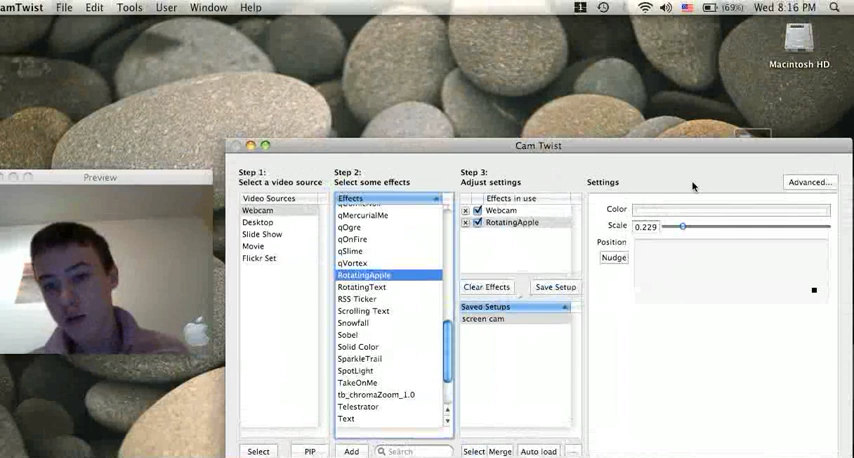 CamTwist File Edit Tools User Window Help 1 (69%) Wed 8:16 PM
Macintosh HD
Cam Twist
Preview
Step 1:
Select a video source
Video Sources
Webcam
Desktop
Slide Show
Movie
Flickr Set
Select PIP
Step 2:
Select some effects
Effects
qMercurialMe
qOgre
qOnFire
qSlime
qVortex
RotatingApple
RotatingText
RSS Ticker
Scrolling Text
Snowfall
Sobel
Solid Color
SparkleTrail
SpotLight
TakeOnMe
tb_chromaZoom_1.0
Telestrator
Text
Add Search
Step 3:
Adjust settings
Effects in use
Webcam
RotatingApple
Clear Effects Save Setup
Saved Setups
screen cam
Select Merge Auto load
Settings Advanced...
Color
Scale 0.229
Position
Nudge